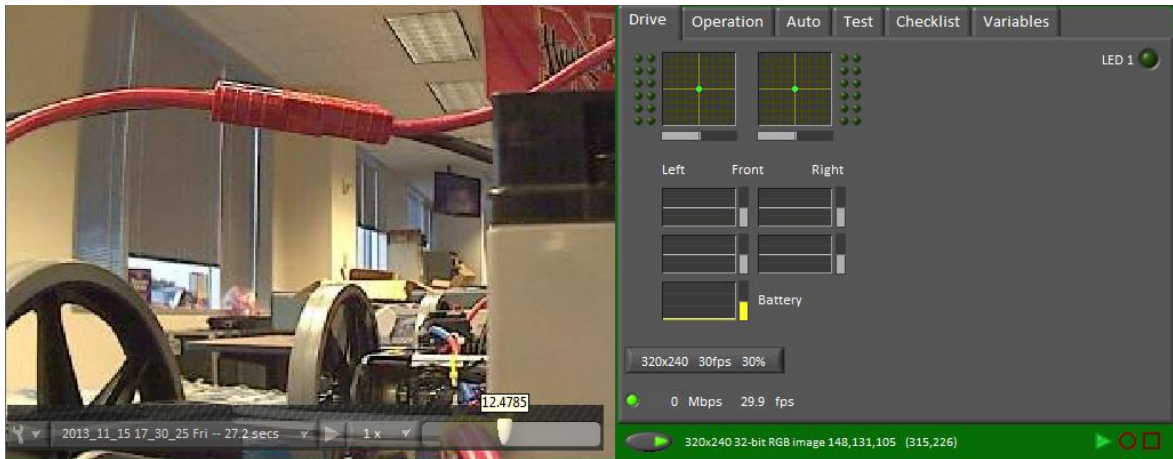 12.4785
2013_11_15 17_30_25 Fri -- 27.2 secs
1 x
Drive Operation Auto Test Checklist Variables
LED 1
Left Front Right
Battery
320x240 30fps 30%
0 Mbps 29.9 fps
320x240 32-bit RGB image 148,131,105 (315,226)